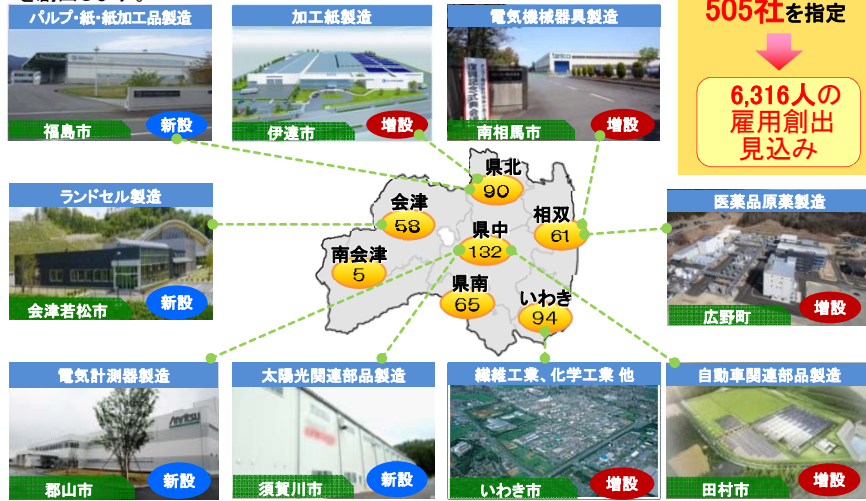 を創出します。
パルプ・紙・紙加工品製造
福島市
新設
加工紙製造
伊達市
増設
電気機械器具製造
南相馬市
増設
505社を指定
6,316人の
雇用創出
見込み
ランドセル製造
会津若松市
新設
県北
90
会津
58
相双
61
県中
132
南会津
5
県南
65
いわき
94
医薬品原薬製造
広野町
増設
電気計測器製造
Anritsu
郡山市
新設
太陽光関連部品製造
須賀川市
新設
繊維工業、化学工業 他
いわき市
増設
自動車関連部品製造
田村市
増設